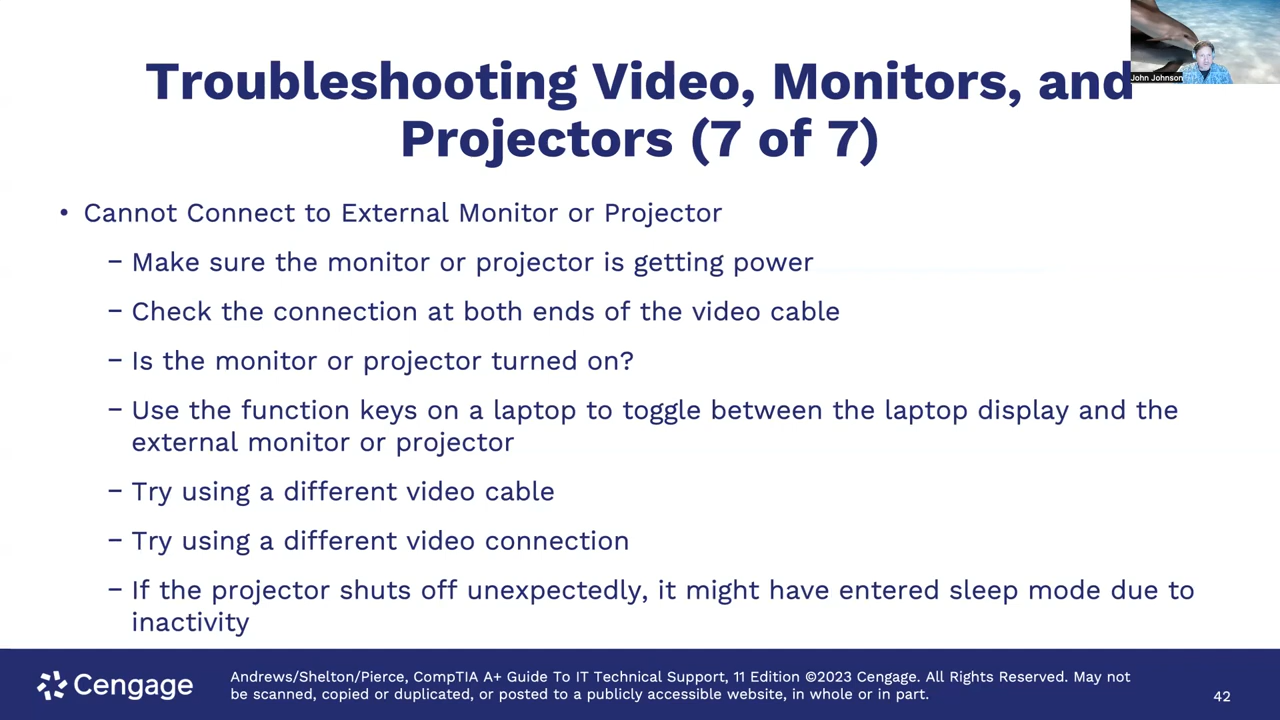 John Johnson
Troubleshooting Video, Monitors, and
Projectors (7 of 7)
• Cannot Connect to External Monitor or Projector
– Make sure the monitor or projector is getting power
– Check the connection at both ends of the video cable
– Is the monitor or projector turned on?
– Use the function keys on a laptop to toggle between the laptop display and the
external monitor or projector
– Try using a different video cable
– Try using a different video connection
– If the projector shuts off unexpectedly, it might have entered sleep mode due to
inactivity
Cengage
Andrews/Shelton/Pierce, CompTIA A+ Guide To IT Technical Support, 11 Edition ©2023 Cengage. All Rights Reserved. May not
be scanned, copied or duplicated, or posted to a publicly accessible website, in whole or in part.
42